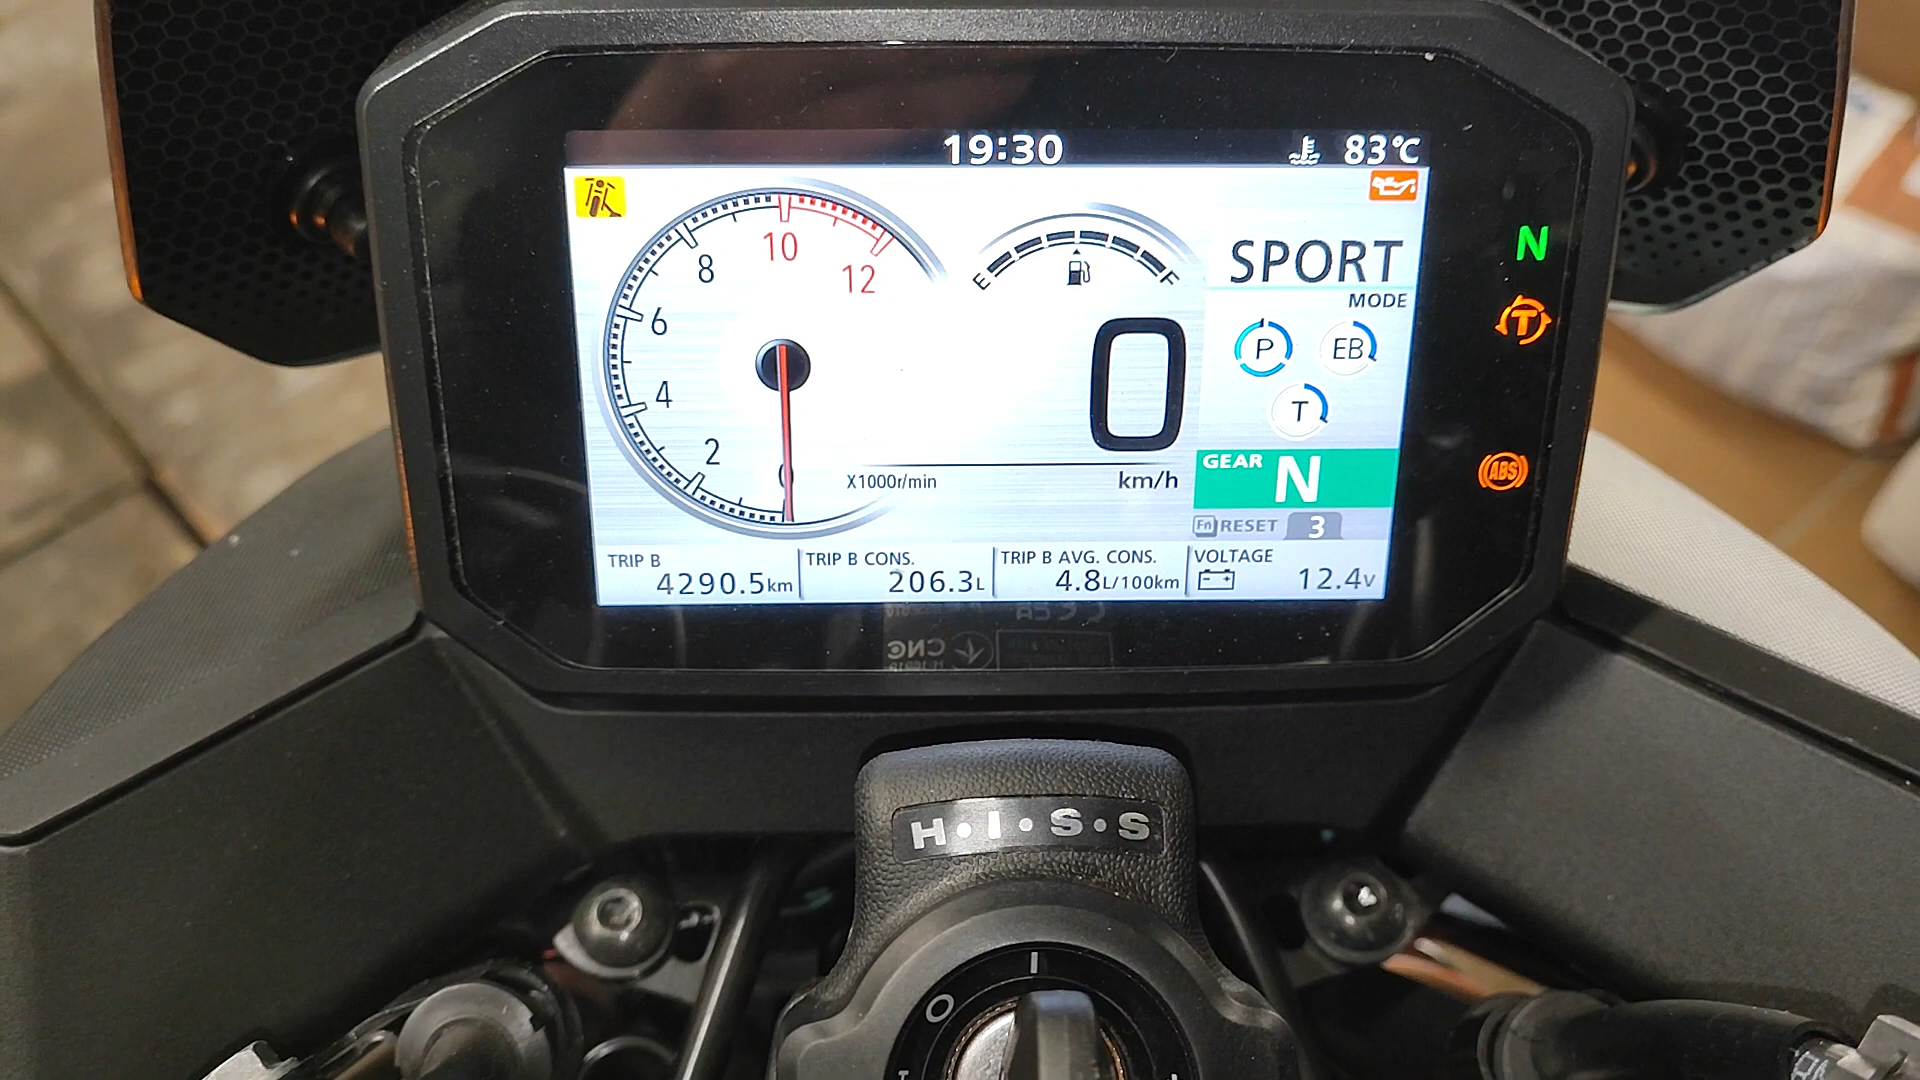 19:30
83℃
8
10
12
6
4
2
0
X1000r/min
E
F
0
km/h
SPORT
MODE
P
EB
T
GEAR
N
Fn RESET 3
TRIP B
4290.5km
TRIP B CONS.
206.3L
TRIP B AVG. CONS.
4.8L/100km
VOLTAGE
12.4V
N
T
ABS
H·I·S·S